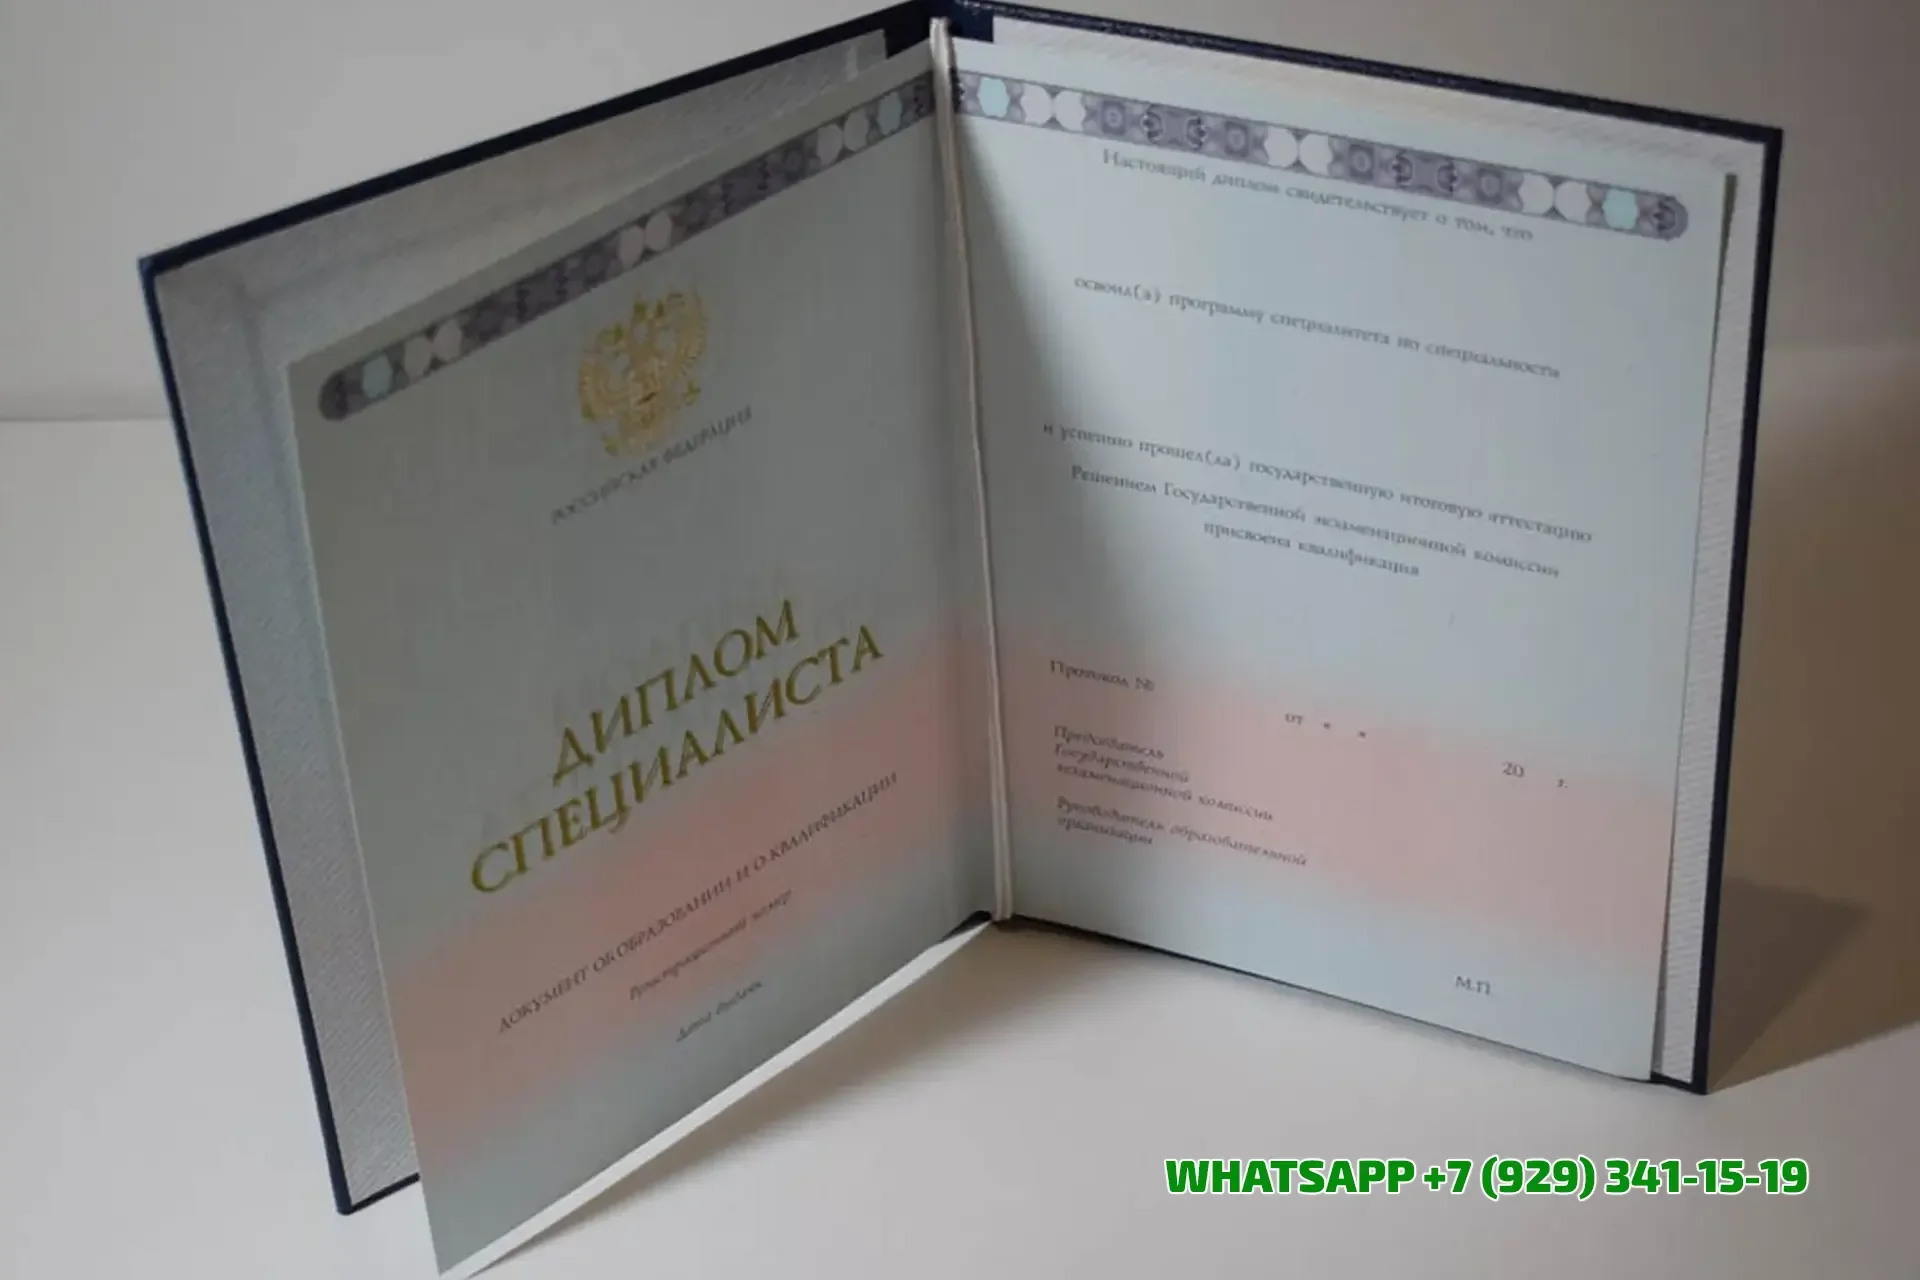 РОССИЙСКАЯ ФЕДЕРАЦИЯ
ДИПЛОМ
СПЕЦИАЛИСТА
ДОКУМЕНТ ОБ ОБРАЗОВАНИИ И О КВАЛИФИКАЦИИ
Регистрационный номер
Дата выдачи
Настоящий диплом свидетельствует о том, что
освоил(а) программу специалитета по специальности
и успешно прошел(ла) государственную итоговую аттестацию
Решением Государственной экзаменационной комиссии
присвоена квалификация
Протокол №
от « » 20 г.
Председатель
Государственной
экзаменационной комиссии
Руководитель образовательной
организации
М.П.
WHATSAPP +7 (929) 341-15-19